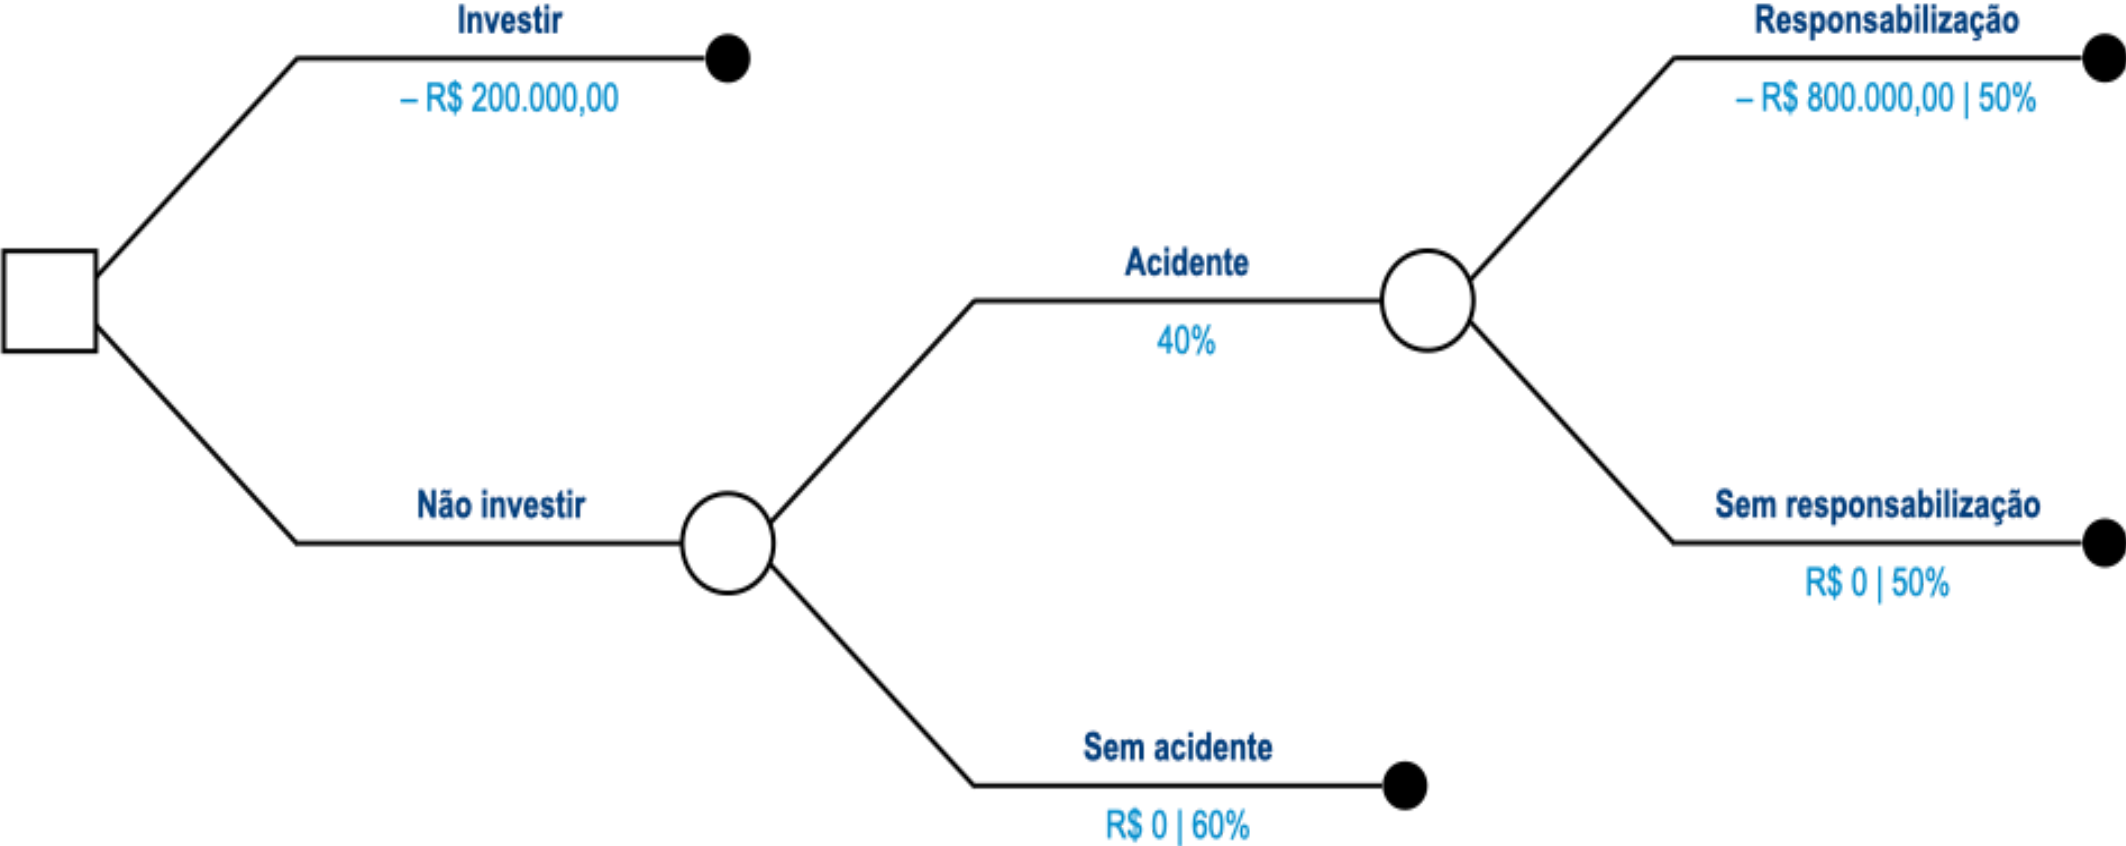 Investir
– R$ 200.000,00
Responsabilização
– R$ 800.000,00 | 50%
Acidente
40%
Não investir
Sem responsabilização
R$ 0 | 50%
Sem acidente
R$ 0 | 60%